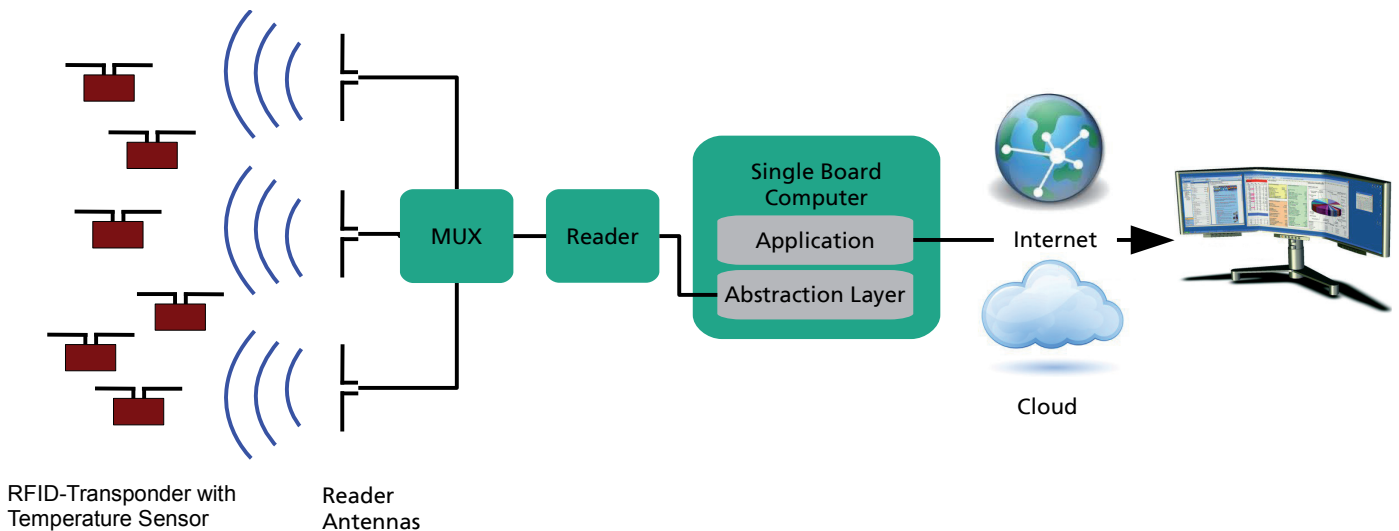 Single Board
Computer
MUX
Reader
Application
Internet
Abstraction Layer
Cloud
RFID-Transponder with
Temperature Sensor
Reader
Antennas